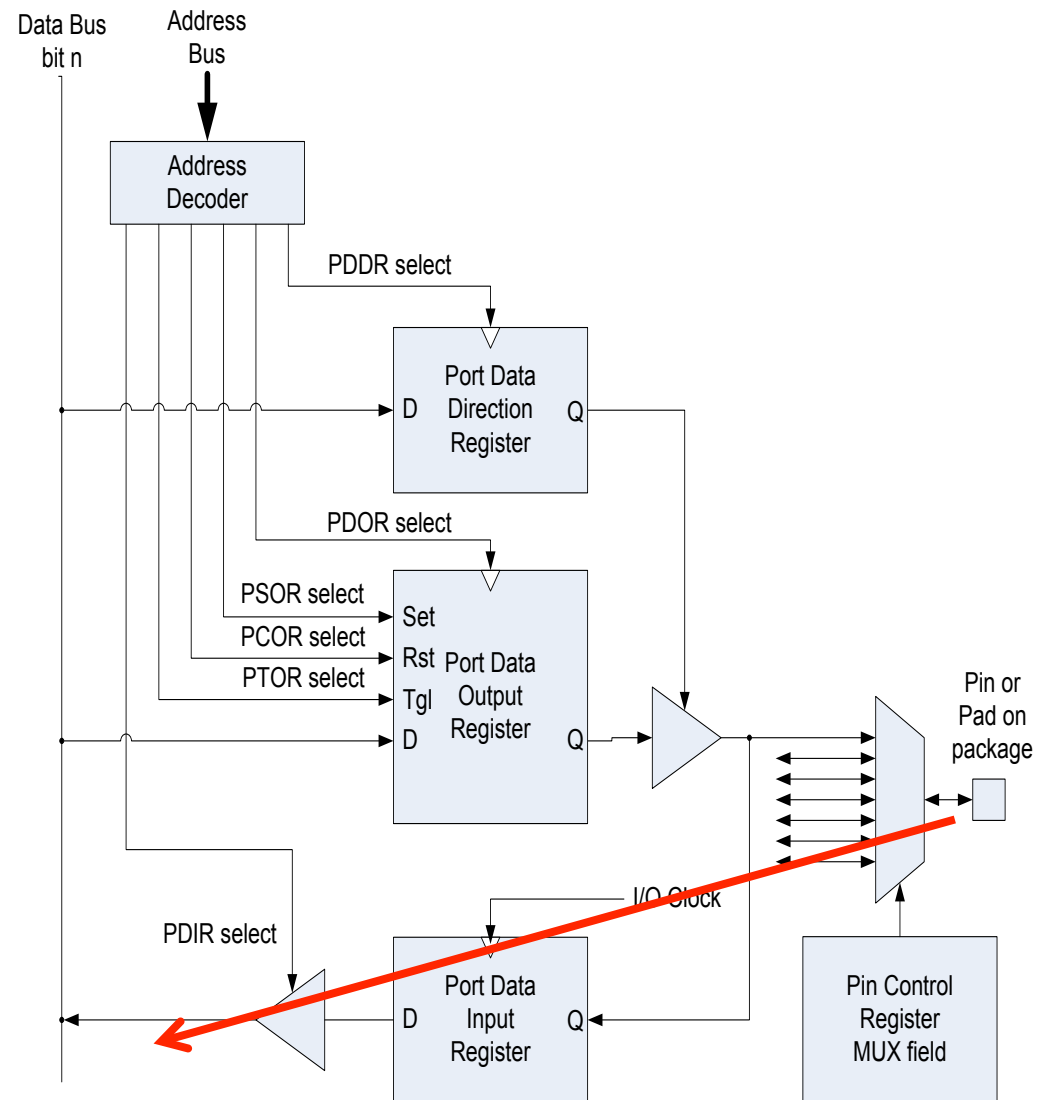 Data Bus
bit n
Address
Bus
Address
Decoder
PDDR select
Port Data
Direction
Register
D
Q
PDOR select
PSOR select
PCOR select
PTOR select
Set
Rst
Tgl
D
Port Data
Output
Register
Q
Pin or
Pad on
package
I/O Clock
PDIR select
Port Data
Input
Register
D
Q
Pin Control
Register
MUX field